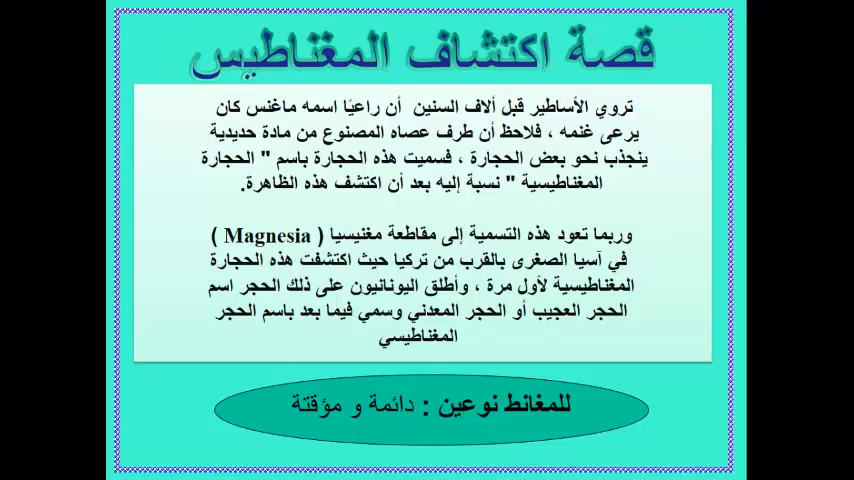 قصة اكتشاف المغناطيس
تروي الأساطير قبل ألاف السنين أن راعيًا اسمه ماغنس كان
يرعى غنمه ، فلاحظ أن طرف عصاه المصنوع من مادة حديدية
ينجذب نحو بعض الحجارة ، فسميت هذه الحجارة باسم " الحجارة
المغناطيسية " نسبة إليه بعد أن اكتشف هذه الظاهرة.
وربما تعود هذه التسمية إلى مقاطعة مغنيسيا ( Magnesia )
في آسيا الصغرى بالقرب من تركيا حيث اكتشفت هذه الحجارة
المغناطيسية لأول مرة ، وأطلق اليونانيون على ذلك الحجر اسم
الحجر العجيب أو الحجر المعدني وسمي فيما بعد باسم الحجر
المغناطيسي
للمغانط نوعين : دائمة و مؤقتة